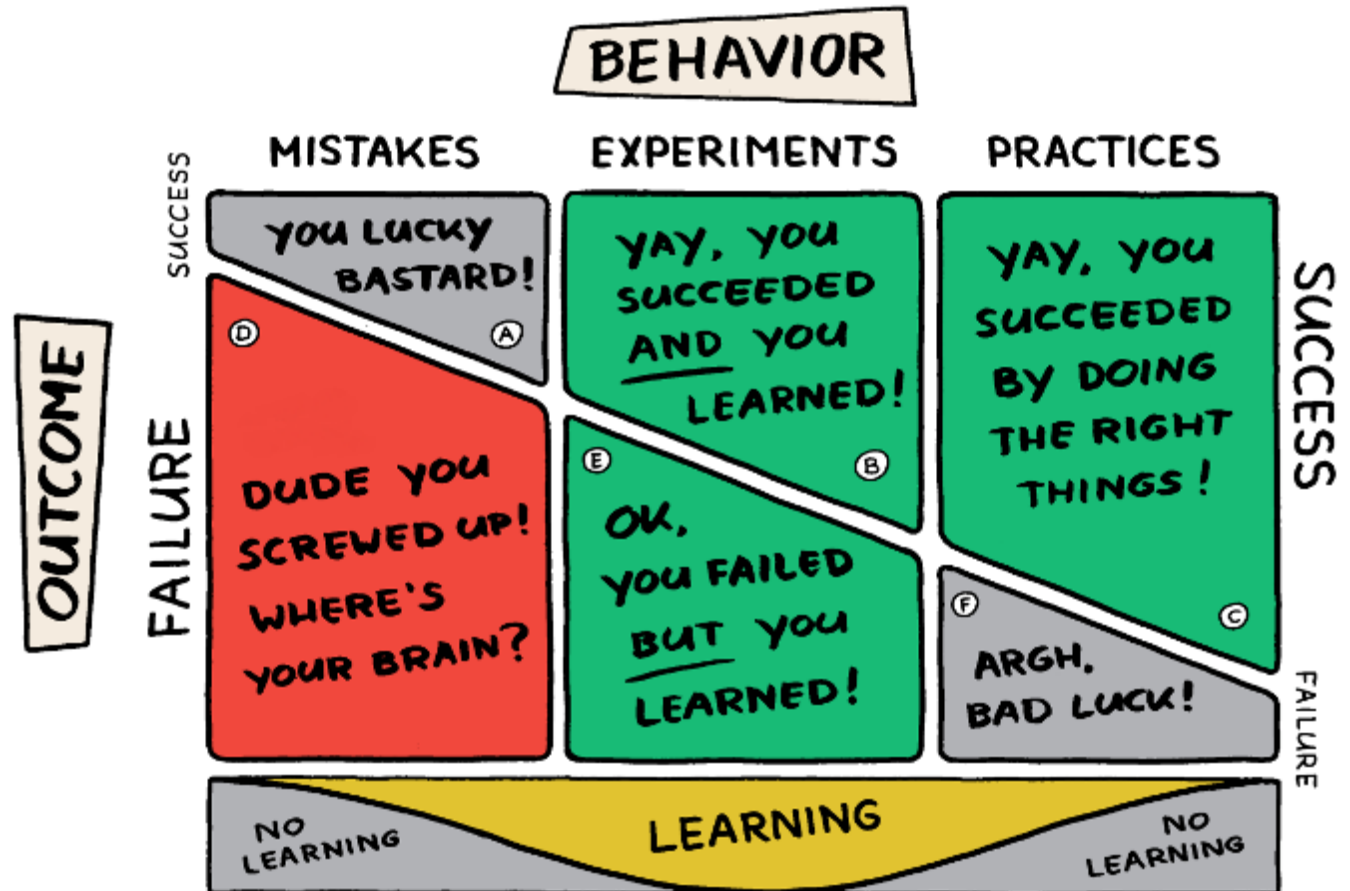 BEHAVIOR
MISTAKES
EXPERIMENTS
PRACTICES
OUTCOME
SUCCESS
FAILURE
YOU LUCKY
BASTARD!
A
D
DUDE YOU
SCREWED UP!
WHERE'S
YOUR BRAIN?
YAY, YOU
SUCCEEDED
AND YOU
LEARNED!
B
E
OK,
YOU FAILED
BUT YOU
LEARNED!
YAY, YOU
SUCCEEDED
BY DOING
THE RIGHT
THINGS!
C
F
ARGH,
BAD LUCK!
SUCCESS
FAILURE
NO
LEARNING
LEARNING
NO
LEARNING